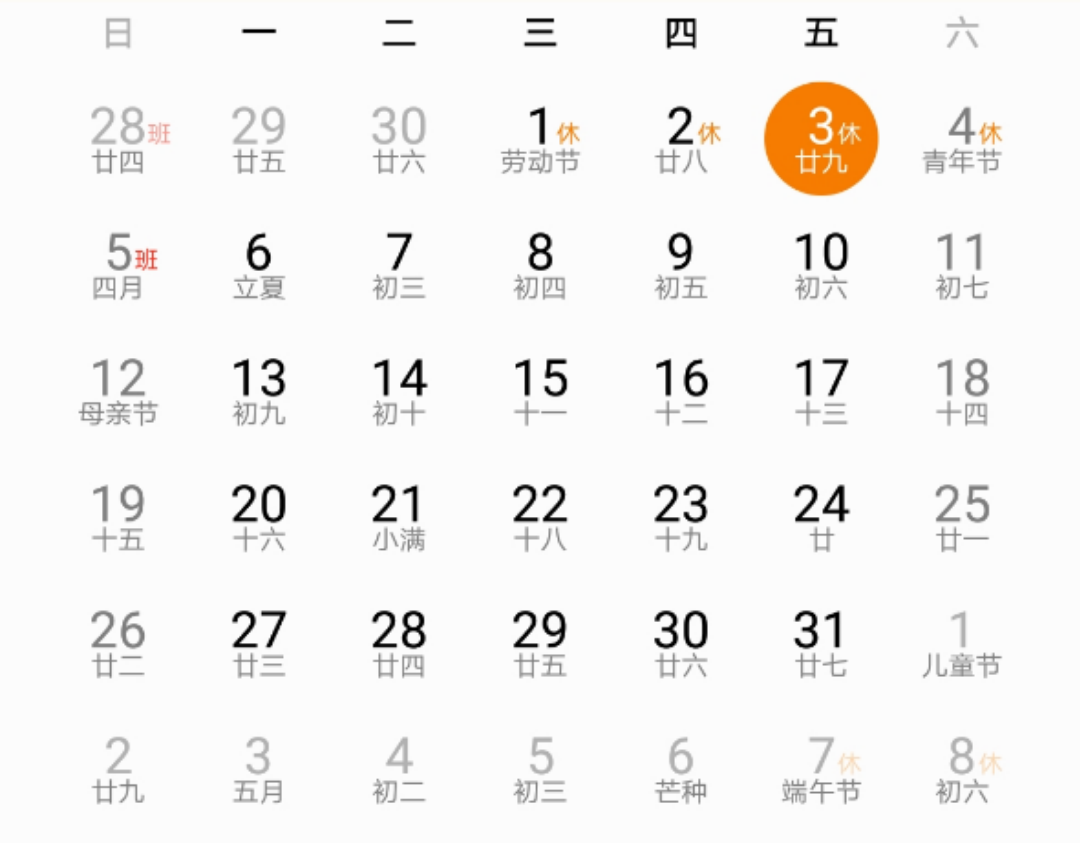 日 一 二 三 四 五 六
28班 29 30 1休 2休 3休 4休
廿四 廿五 廿六 劳动节 廿八 廿九 青年节
5班 6 7 8 9 10 11
四月 立夏 初三 初四 初五 初六 初七
12 13 14 15 16 17 18
母亲节 初九 初十 十一 十二 十三 十四
19 20 21 22 23 24 25
十五 十六 小满 十八 十九 廿 廿一
26 27 28 29 30 31 1
廿二 廿三 廿四 廿五 廿六 廿七 儿童节
2 3 4 5 6 7休 8休
廿九 五月 初二 初三 芒种 端午节 初六